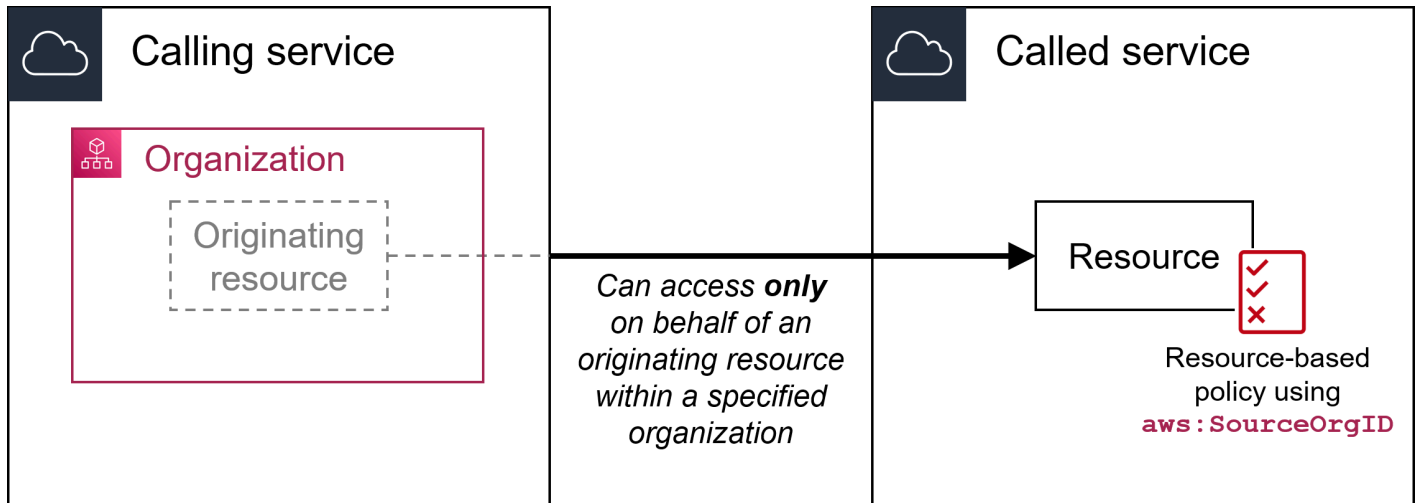 Calling service
Organization
Originating
resource
Can access only
on behalf of an
originating resource
within a specified
organization
Called service
Resource
Resource-based
policy using
aws:SourceOrgID